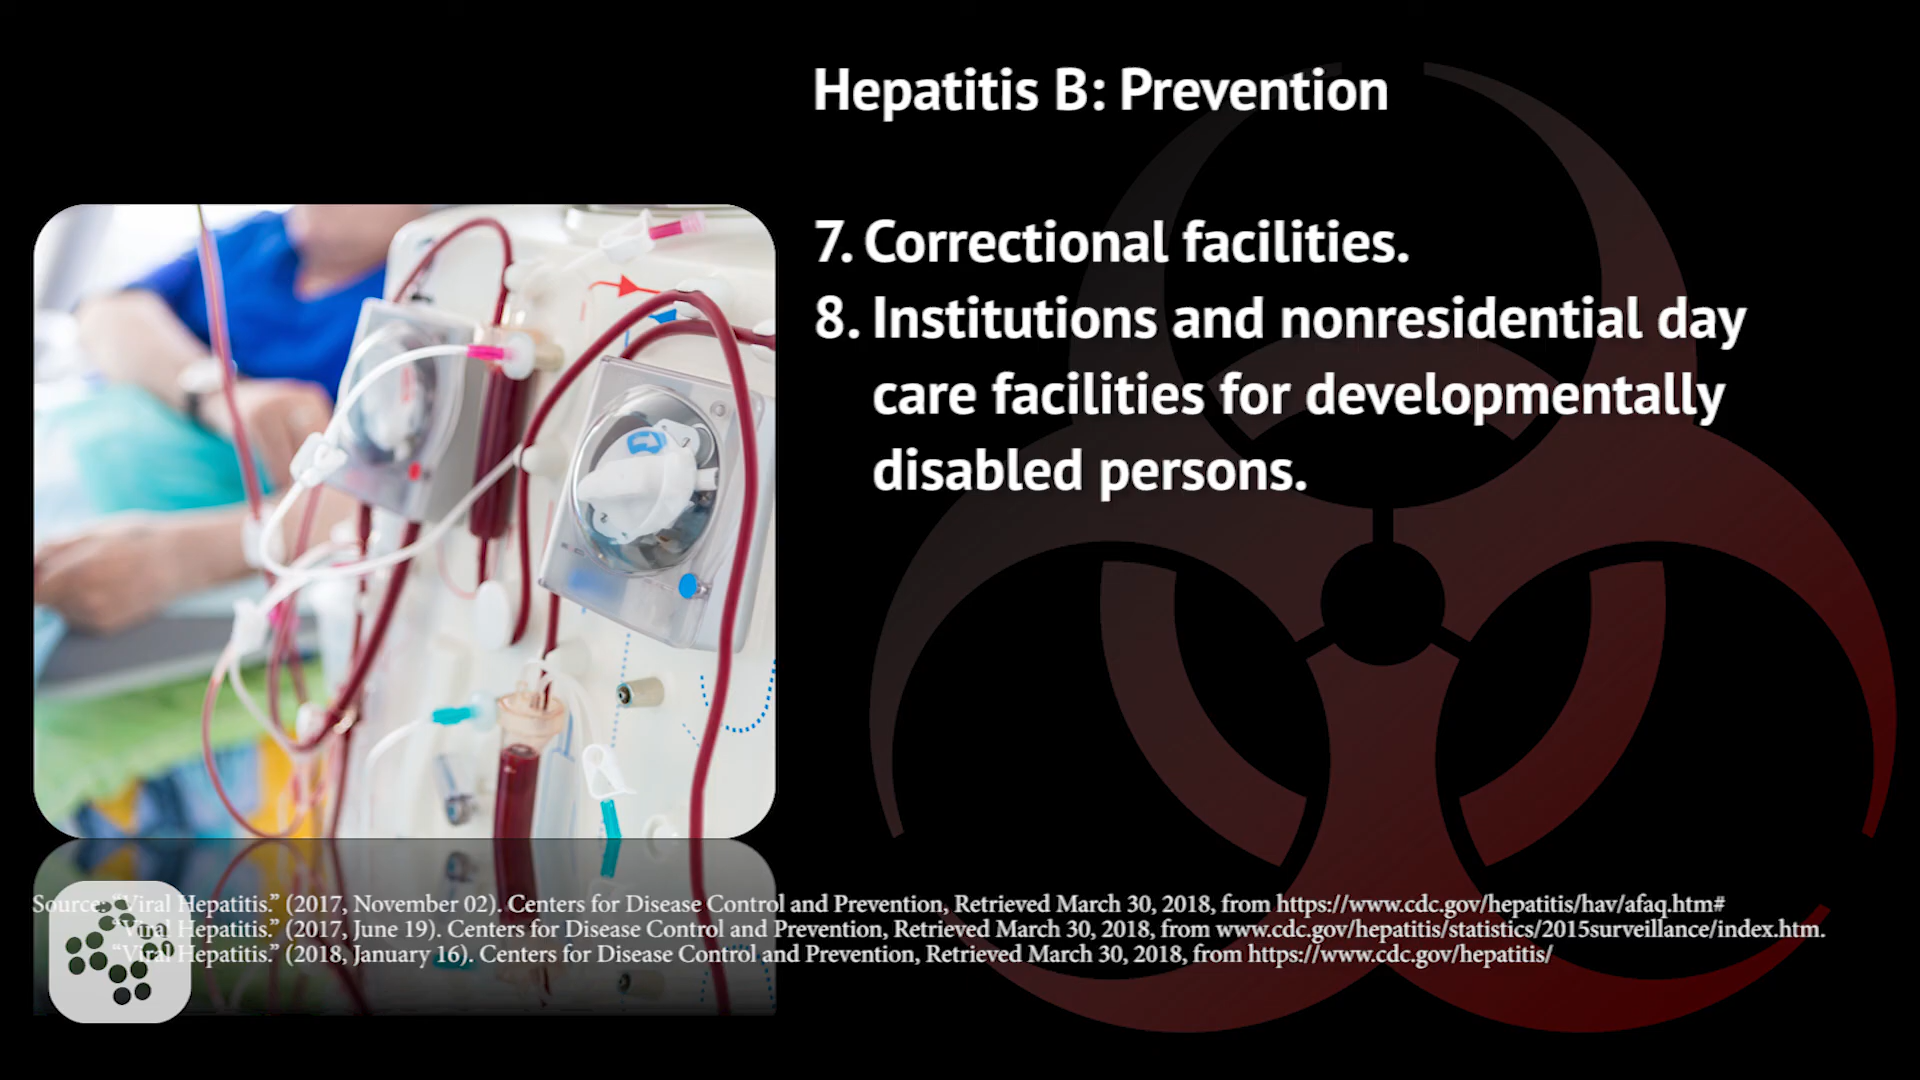 Hepatitis B: Prevention
7. Correctional facilities.
8. Institutions and nonresidential day
care facilities for developmentally
disabled persons.
Source: “Viral Hepatitis.” (2017, November 02). Centers for Disease Control and Prevention, Retrieved March 30, 2018, from https://www.cdc.gov/hepatitis/hav/afaq.htm#
“Viral Hepatitis.” (2017, June 19). Centers for Disease Control and Prevention, Retrieved March 30, 2018, from www.cdc.gov/hepatitis/statistics/2015surveillance/index.htm.
“Viral Hepatitis.” (2018, January 16). Centers for Disease Control and Prevention, Retrieved March 30, 2018, from https://www.cdc.gov/hepatitis/